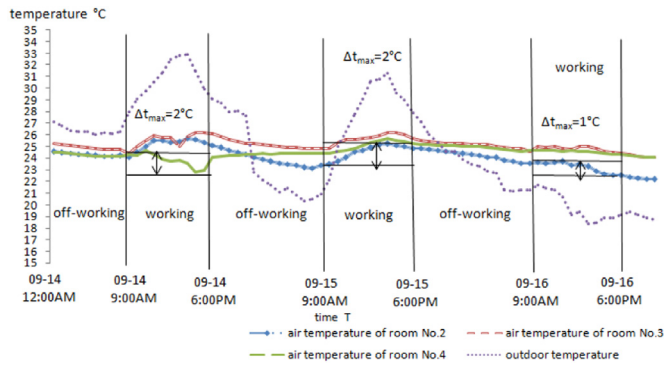 temperature °C
35
34
33
32
31
30
29
28
27
26
25
24
23
22
21
20
19
18
17
16
15
Δtmax=2°C
Δtmax=2°C
working
Δtmax=1°C
off-working
working
off-working
working
off-working
09-14 09-14 09-14 09-15 09-15 09-16 09-16
12:00AM 9:00AM 6:00PM 9:00AM 6:00PM 9:00AM 6:00PM
time T
air temperature of room No.2 air temperature of room No.3
air temperature of room No.4 outdoor temperature